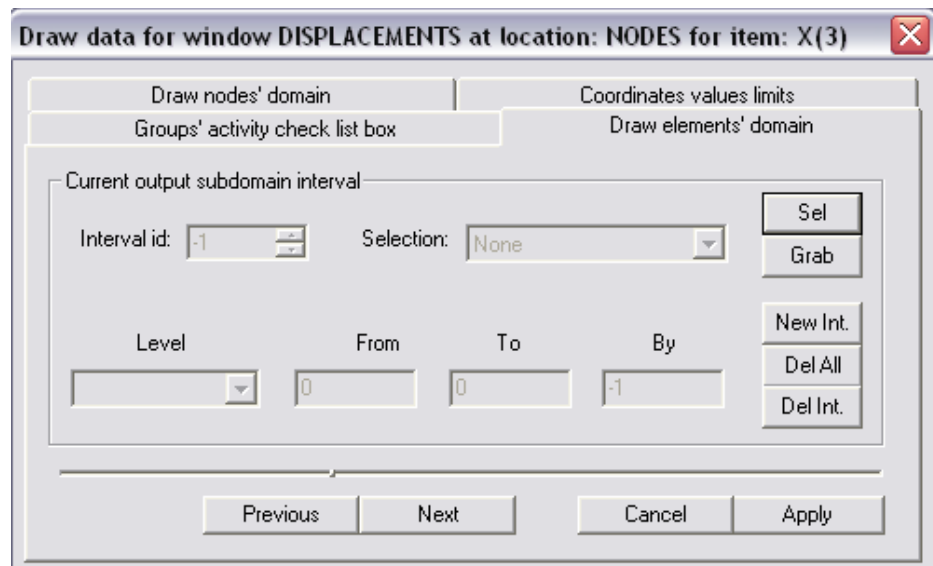 Draw data for window DISPLACEMENTS at location: NODES for item: X(3)
Draw nodes' domain
Coordinates values limits
Groups' activity check list box
Draw elements' domain
Current output subdomain interval
Interval id: -1
Selection: None
Sel
Grab
New Int.
Level
From
To
By
Del All
0
0
-1
Del Int.
Previous
Next
Cancel
Apply